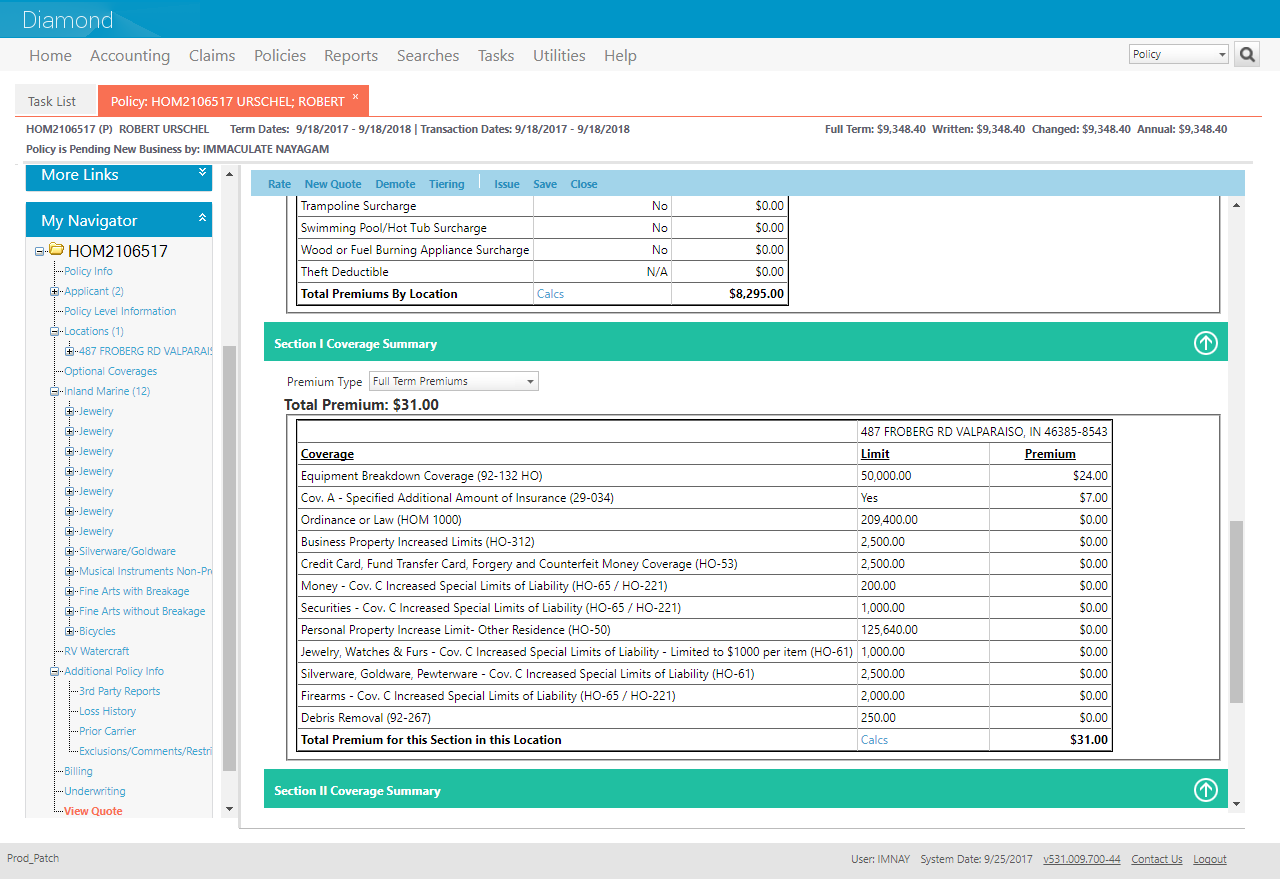 Diamond
Home Accounting Claims Policies Reports Searches Tasks Utilities Help Policy
Task List Policy: HOM2106517 URSCHEL; ROBERT ×
HOM2106517 (P) ROBERT URSCHEL Term Dates: 9/18/2017 - 9/18/2018 | Transaction Dates: 9/18/2017 - 9/18/2018 Full Term: $9,348.40 Written: $9,348.40 Changed: $9,348.40 Annual: $9,348.40
Policy is Pending New Business by: IMMACULATE NAYAGAM
More Links
My Navigator
HOM2106517
Policy Info
Applicant (2)
Policy Level Information
Locations (1)
487 FROBERG RD VALPARAIS
Optional Coverages
Inland Marine (12)
Jewelry
Jewelry
Jewelry
Jewelry
Jewelry
Jewelry
Jewelry
Silverware/Goldware
Musical Instruments Non-Pr
Fine Arts with Breakage
Fine Arts without Breakage
Bicycles
RV Watercraft
Additional Policy Info
3rd Party Reports
Loss History
Prior Carrier
Exclusions/Comments/Restri
Billing
Underwriting
View Quote
Rate New Quote Demote Tiering Issue Save Close
Trampoline Surcharge No $0.00
Swimming Pool/Hot Tub Surcharge No $0.00
Wood or Fuel Burning Appliance Surcharge No $0.00
Theft Deductible N/A $0.00
Total Premiums By Location Calcs $8,295.00
Section I Coverage Summary
Premium Type Full Term Premiums
Total Premium: $31.00
487 FROBERG RD VALPARAISO, IN 46385-8543
Coverage Limit Premium
Equipment Breakdown Coverage (92-132 HO) 50,000.00 $24.00
Cov. A - Specified Additional Amount of Insurance (29-034) Yes $7.00
Ordinance or Law (HOM 1000) 209,400.00 $0.00
Business Property Increased Limits (HO-312) 2,500.00 $0.00
Credit Card, Fund Transfer Card, Forgery and Counterfeit Money Coverage (HO-53) 2,500.00 $0.00
Money - Cov. C Increased Special Limits of Liability (HO-65 / HO-221) 200.00 $0.00
Securities - Cov. C Increased Special Limits of Liability (HO-65 / HO-221) 1,000.00 $0.00
Personal Property Increase Limit- Other Residence (HO-50) 125,640.00 $0.00
Jewelry, Watches & Furs - Cov. C Increased Special Limits of Liability - Limited to $1000 per item (HO-61) 1,000.00 $0.00
Silverware, Goldware, Pewterware - Cov. C Increased Special Limits of Liability (HO-61) 2,500.00 $0.00
Firearms - Cov. C Increased Special Limits of Liability (HO-65 / HO-221) 2,000.00 $0.00
Debris Removal (92-267) 250.00 $0.00
Total Premium for this Section in this Location Calcs $31.00
Section II Coverage Summary
Prod_Patch User: IMNAY System Date: 9/25/2017 v531.009.700-44 Contact Us Logout